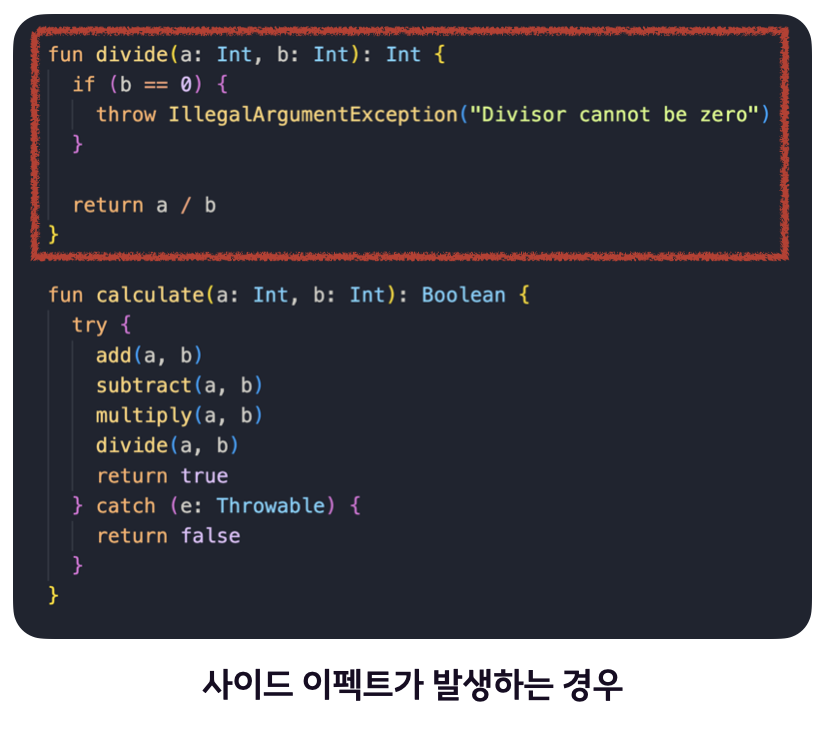 fun divide(a: Int, b: Int): Int {
  if (b == 0) {
    throw IllegalArgumentException("Divisor cannot be zero")
  }
  return a / b
}
fun calculate(a: Int, b: Int): Boolean {
  try {
    add(a, b)
    subtract(a, b)
    multiply(a, b)
    divide(a, b)
    return true
  } catch (e: Throwable) {
    return false
  }
}
사이드 이펙트가 발생하는 경우